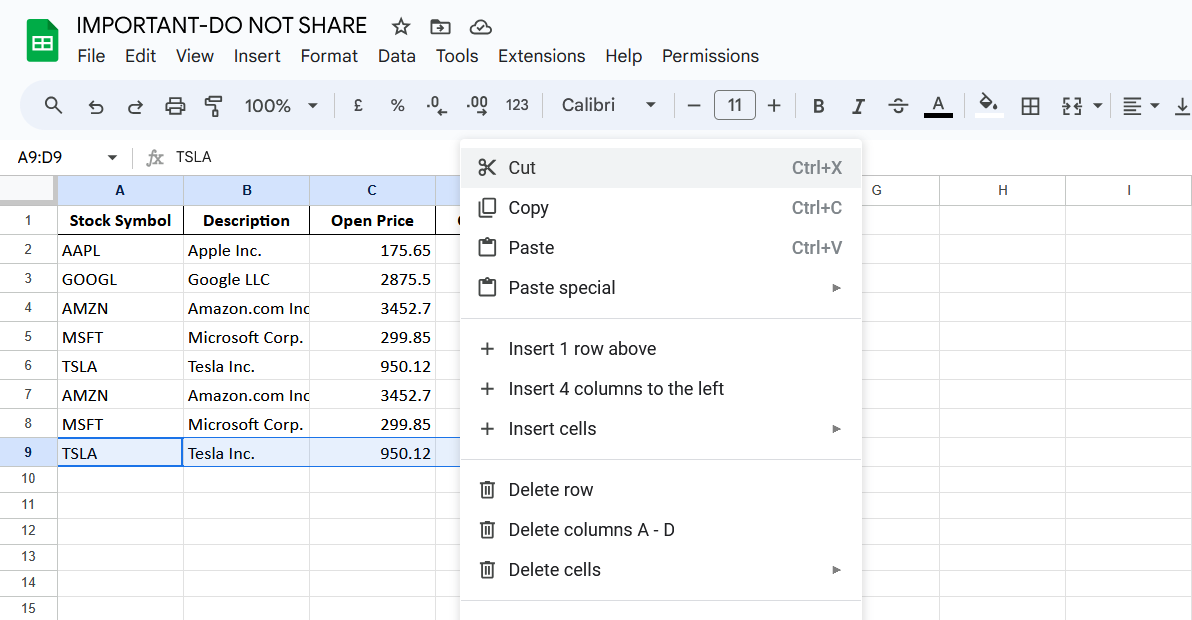 IMPORTANT-DO NOT SHARE
File Edit View Insert Format Data Tools Extensions Help Permissions
100% £ % .0 .00 123 Calibri 11 B I S A
A9:D9 fx TSLA
A B C G H I
1 Stock Symbol Description Open Price
2 AAPL Apple Inc. 175.65
3 GOOGL Google LLC 2875.5
4 AMZN Amazon.com Inc 3452.7
5 MSFT Microsoft Corp. 299.85
6 TSLA Tesla Inc. 950.12
7 AMZN Amazon.com Inc 3452.7
8 MSFT Microsoft Corp. 299.85
9 TSLA Tesla Inc. 950.12
10
11
12
13
14
15
Cut Ctrl+X
Copy Ctrl+C
Paste Ctrl+V
Paste special
Insert 1 row above
Insert 4 columns to the left
Insert cells
Delete row
Delete columns A - D
Delete cells